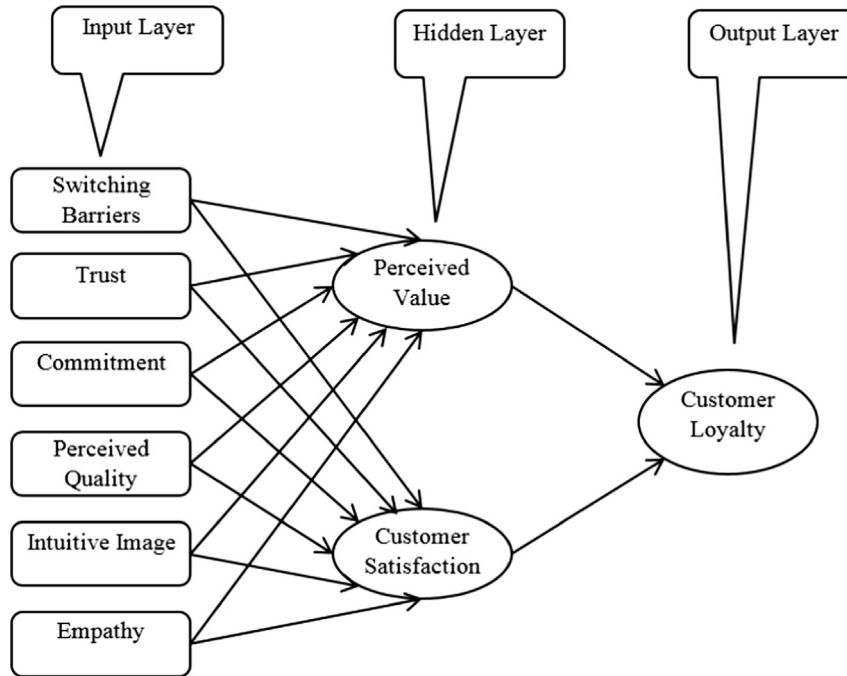 Input Layer
Hidden Layer
Output Layer
Switching
Barriers
Trust
Commitment
Perceived
Quality
Intuitive Image
Empathy
Perceived
Value
Customer
Satisfaction
Customer
Loyalty